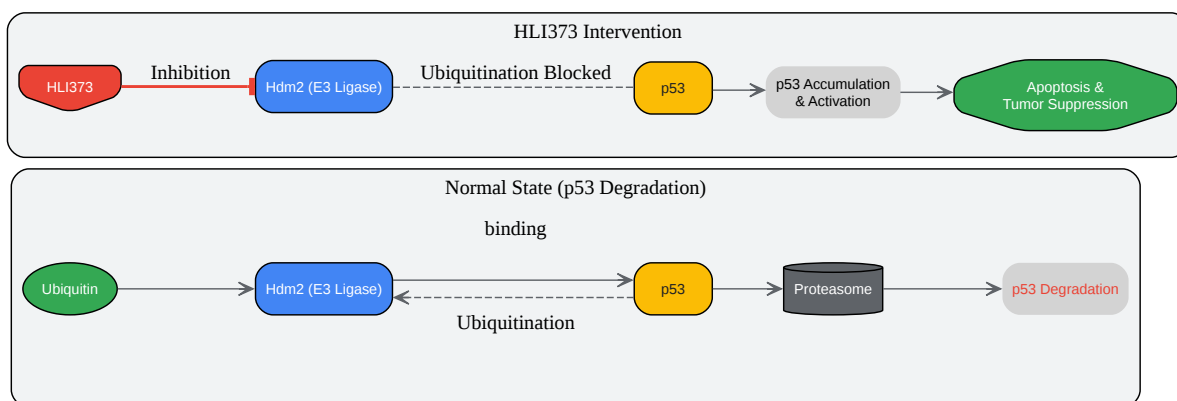 HLI373 Intervention
HLI373
Inhibition
Hdm2 (E3 Ligase)
Ubiquitination Blocked
p53
p53 Accumulation
& Activation
Apoptosis &
Tumor Suppression
Normal State (p53 Degradation)
binding
Ubiquitin
Hdm2 (E3 Ligase)
p53
Proteasome
p53 Degradation
Ubiquitination